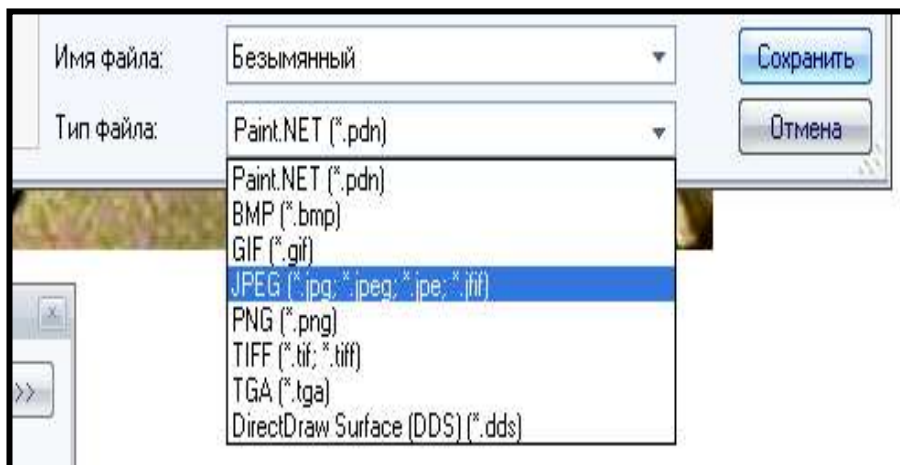 Имя файла: Безымянный Сохранить
Тип файла: Paint.NET (*.pdn) Отмена
Paint.NET (*.pdn)
BMP (*.bmp)
GIF (*.gif)
JPEG (*.jpg; *.jpeg; *.jpe; *.jfif)
PNG (*.png)
TIFF (*.tif; *.tiff)
>>
TGA (*.tga)
DirectDraw Surface (DDS) (*.dds)